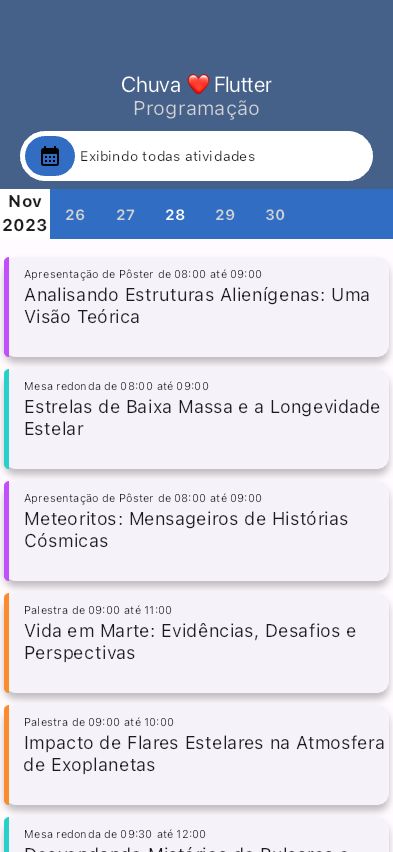 Chuva ❤️ Flutter
Programação
Exibindo todas atividades
Nov
2023
26 27 28 29 30
Apresentação de Pôster de 08:00 até 09:00
Analisando Estruturas Alienígenas: Uma
Visão Teórica
Mesa redonda de 08:00 até 09:00
Estrelas de Baixa Massa e a Longevidade
Estelar
Apresentação de Pôster de 08:00 até 09:00
Meteoritos: Mensageiros de Histórias
Cósmicas
Palestra de 09:00 até 11:00
Vida em Marte: Evidências, Desafios e
Perspectivas
Palestra de 09:00 até 10:00
Impacto de Flares Estelares na Atmosfera
de Exoplanetas
Mesa redonda de 09:30 até 12:00